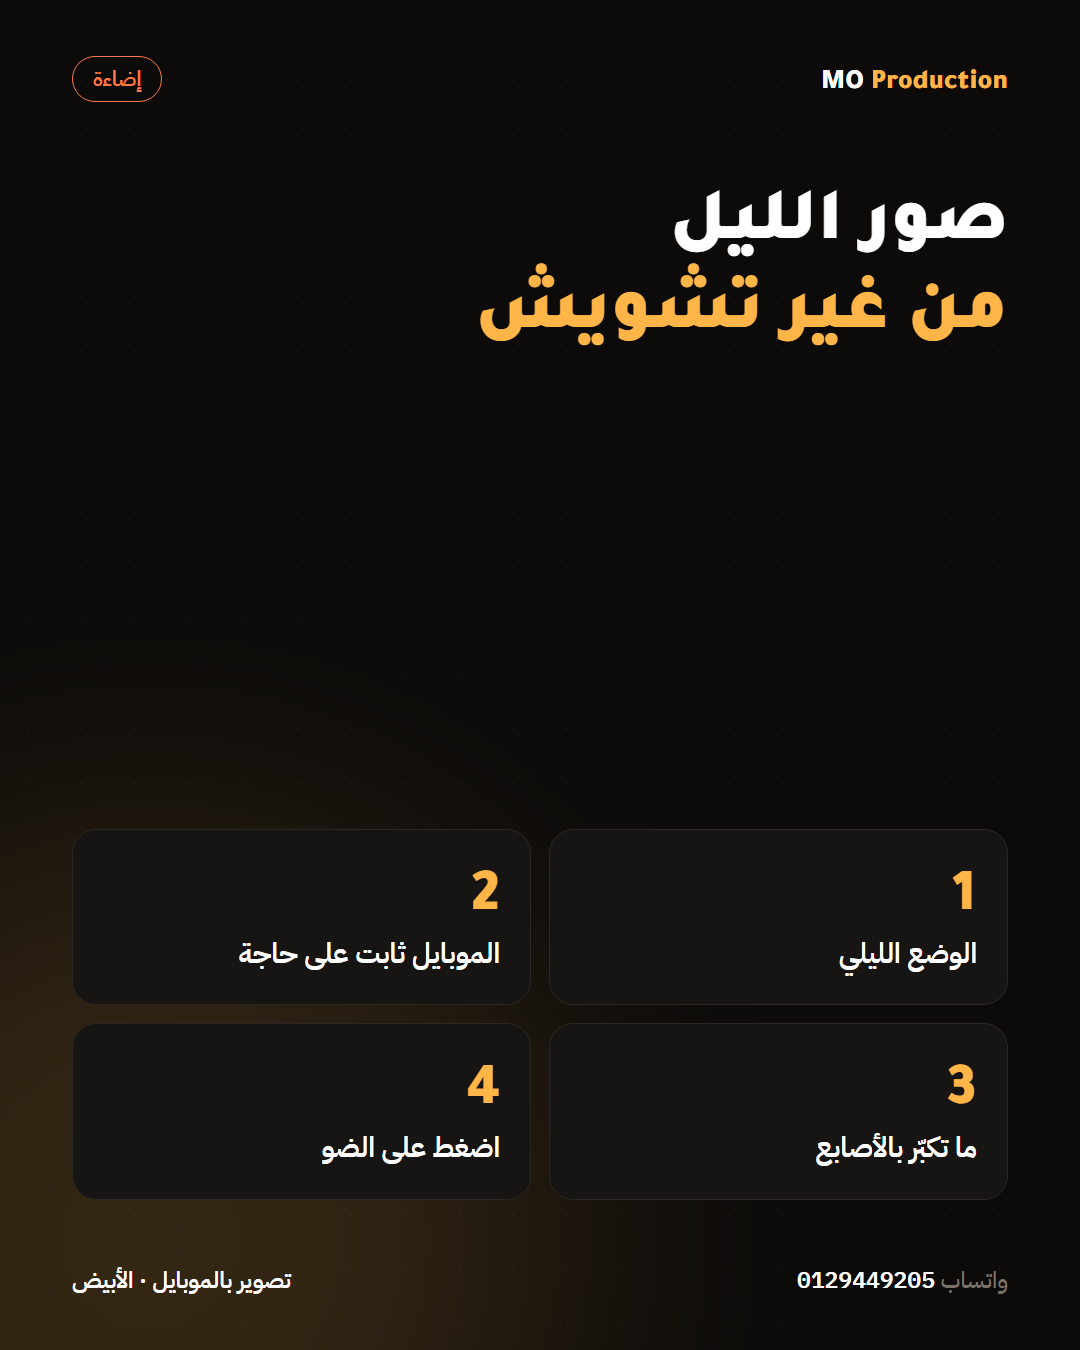 MO Production
إضاءة
صور الليل
من غير تشويش
1
الوضع الليلي
2
الموبايل ثابت على حاجة
3
ما تكبّر بالأصابع
4
اضغط على الضو
واتساب 0129449205
تصوير بالموبايل · الأبيض